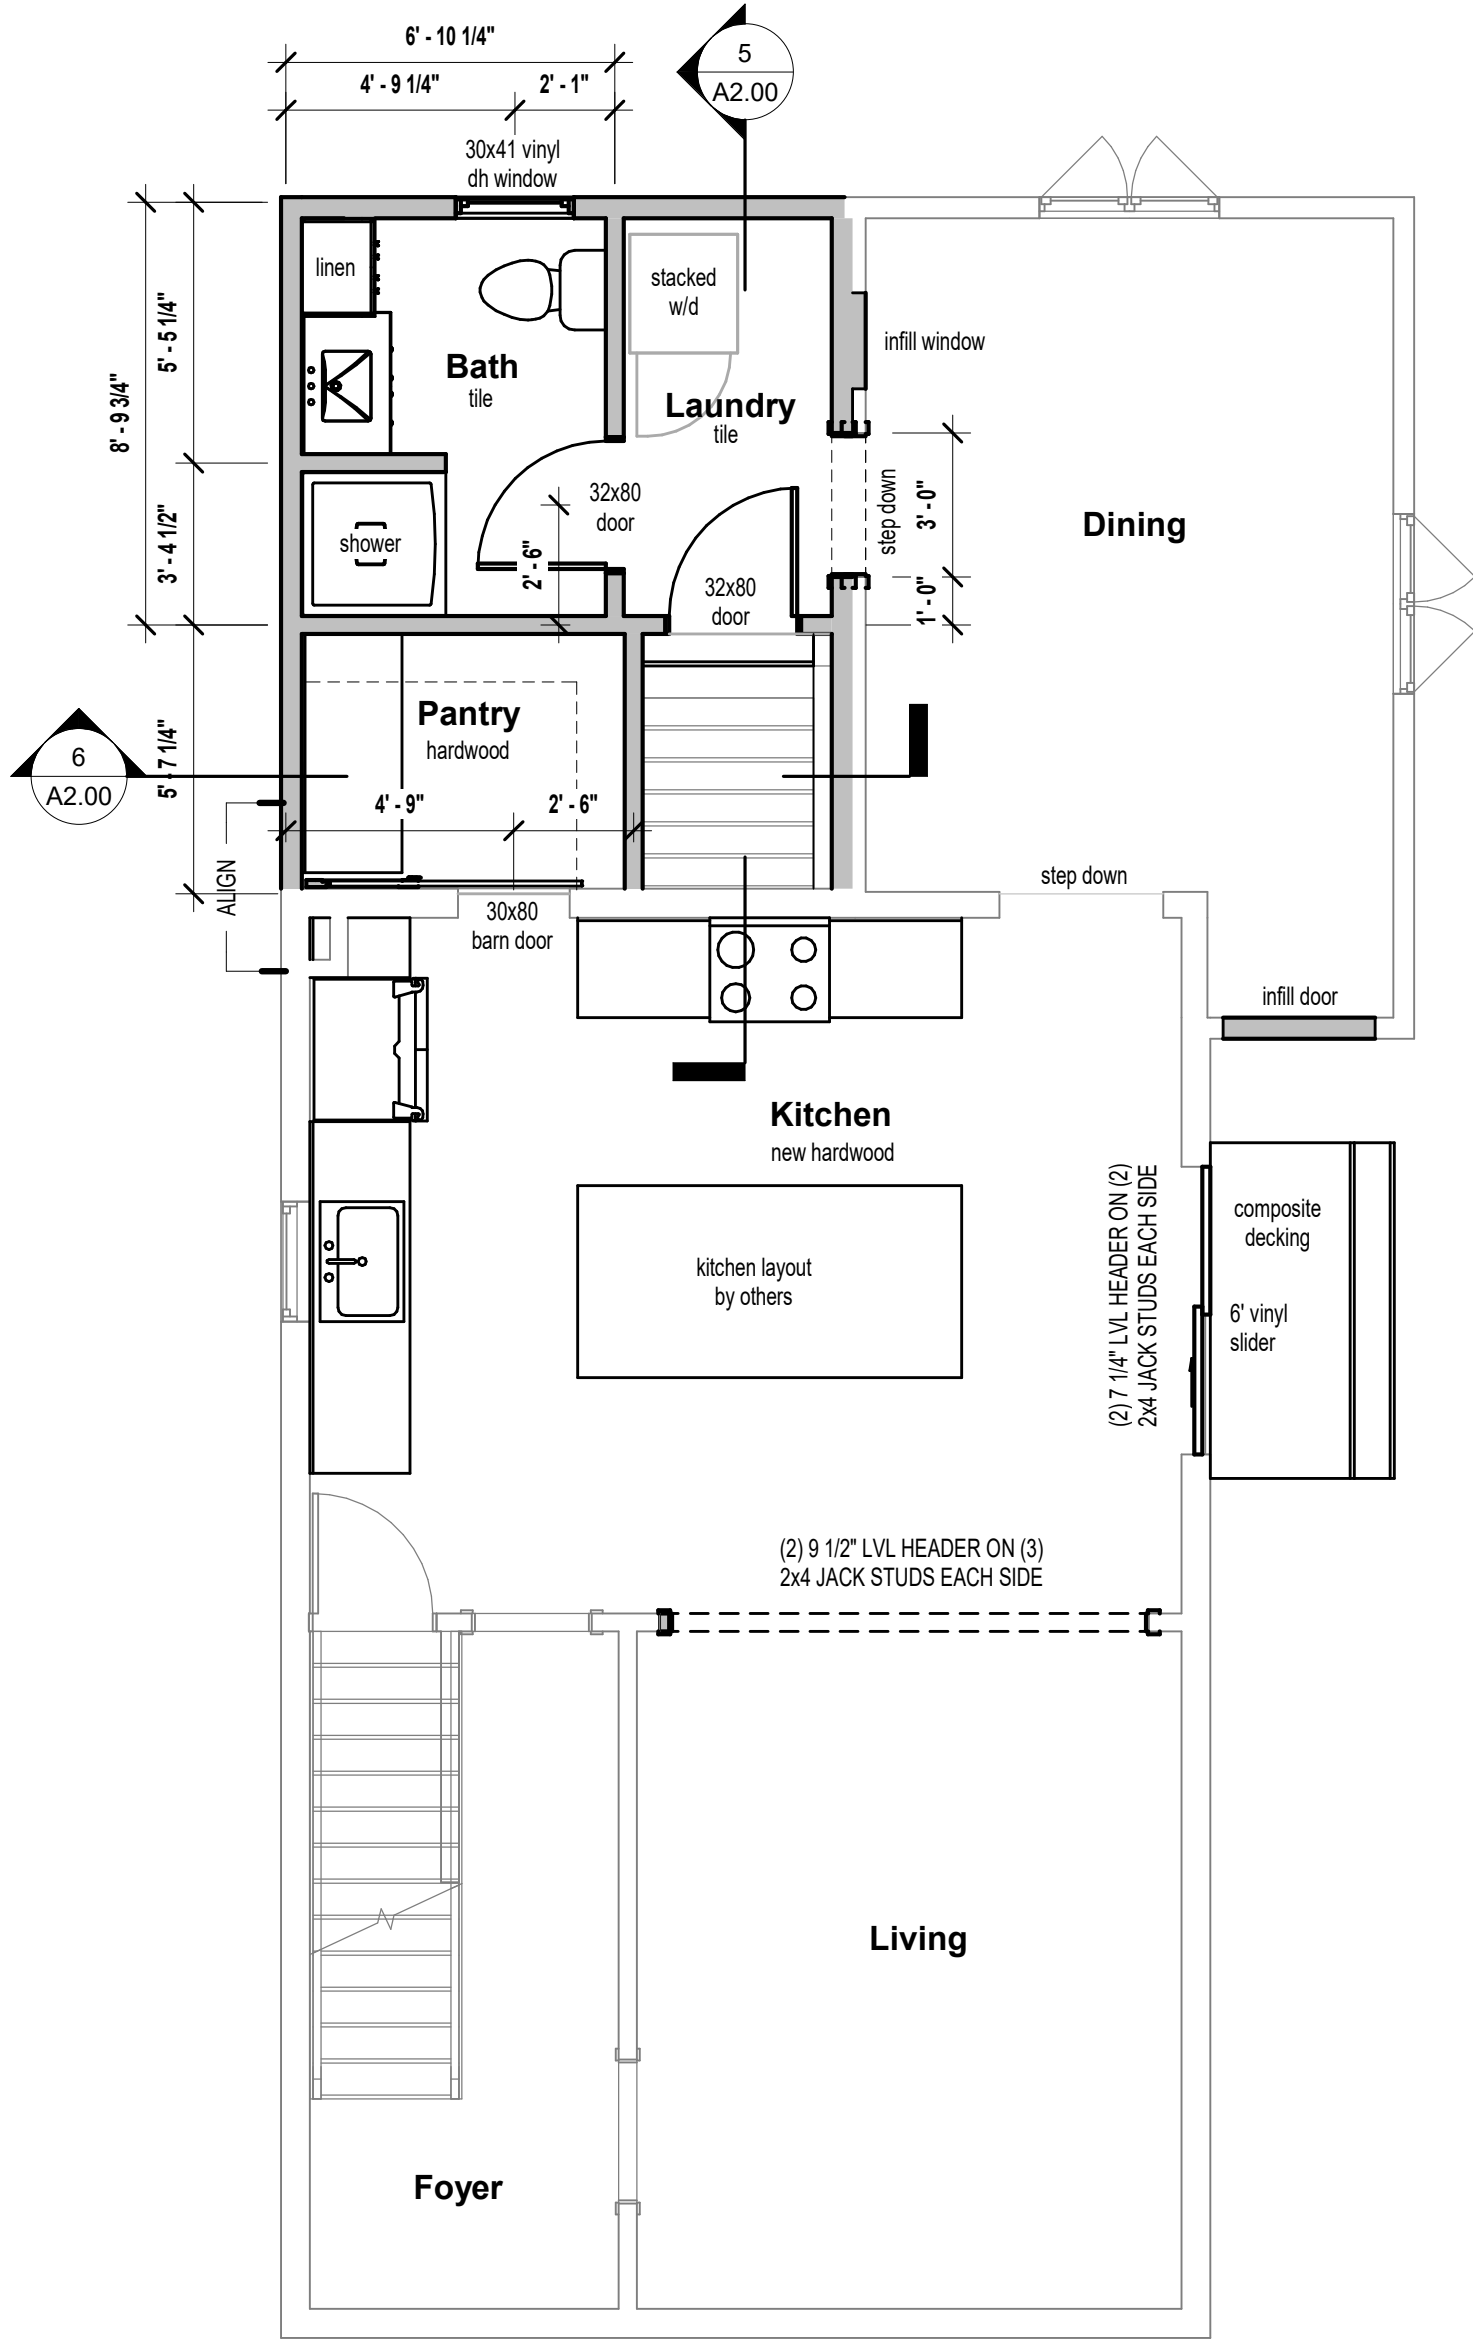 6' - 10 1/4"
4' - 9 1/4"
2' - 1"
5
A2.00
30x41 vinyl
dh window
linen
stacked
w/d
infill window
Bath
tile
Laundry
tile
5' - 5 1/4"
8' - 9 3/4"
3' - 4 1/2"
shower
32x80
door
2' - 6"
32x80
door
step down
3' - 0"
1' - 0"
Dining
Pantry
hardwood
6
A2.00
5' - 7 1/4"
4' - 9"
2' - 6"
ALIGN
30x80
barn door
step down
infill door
Kitchen
new hardwood
kitchen layout
by others
(2) 7 1/4" LVL HEADER ON (2)
2x4 JACK STUDS EACH SIDE
composite
decking
6' vinyl
slider
(2) 9 1/2" LVL HEADER ON (3)
2x4 JACK STUDS EACH SIDE
Living
Foyer